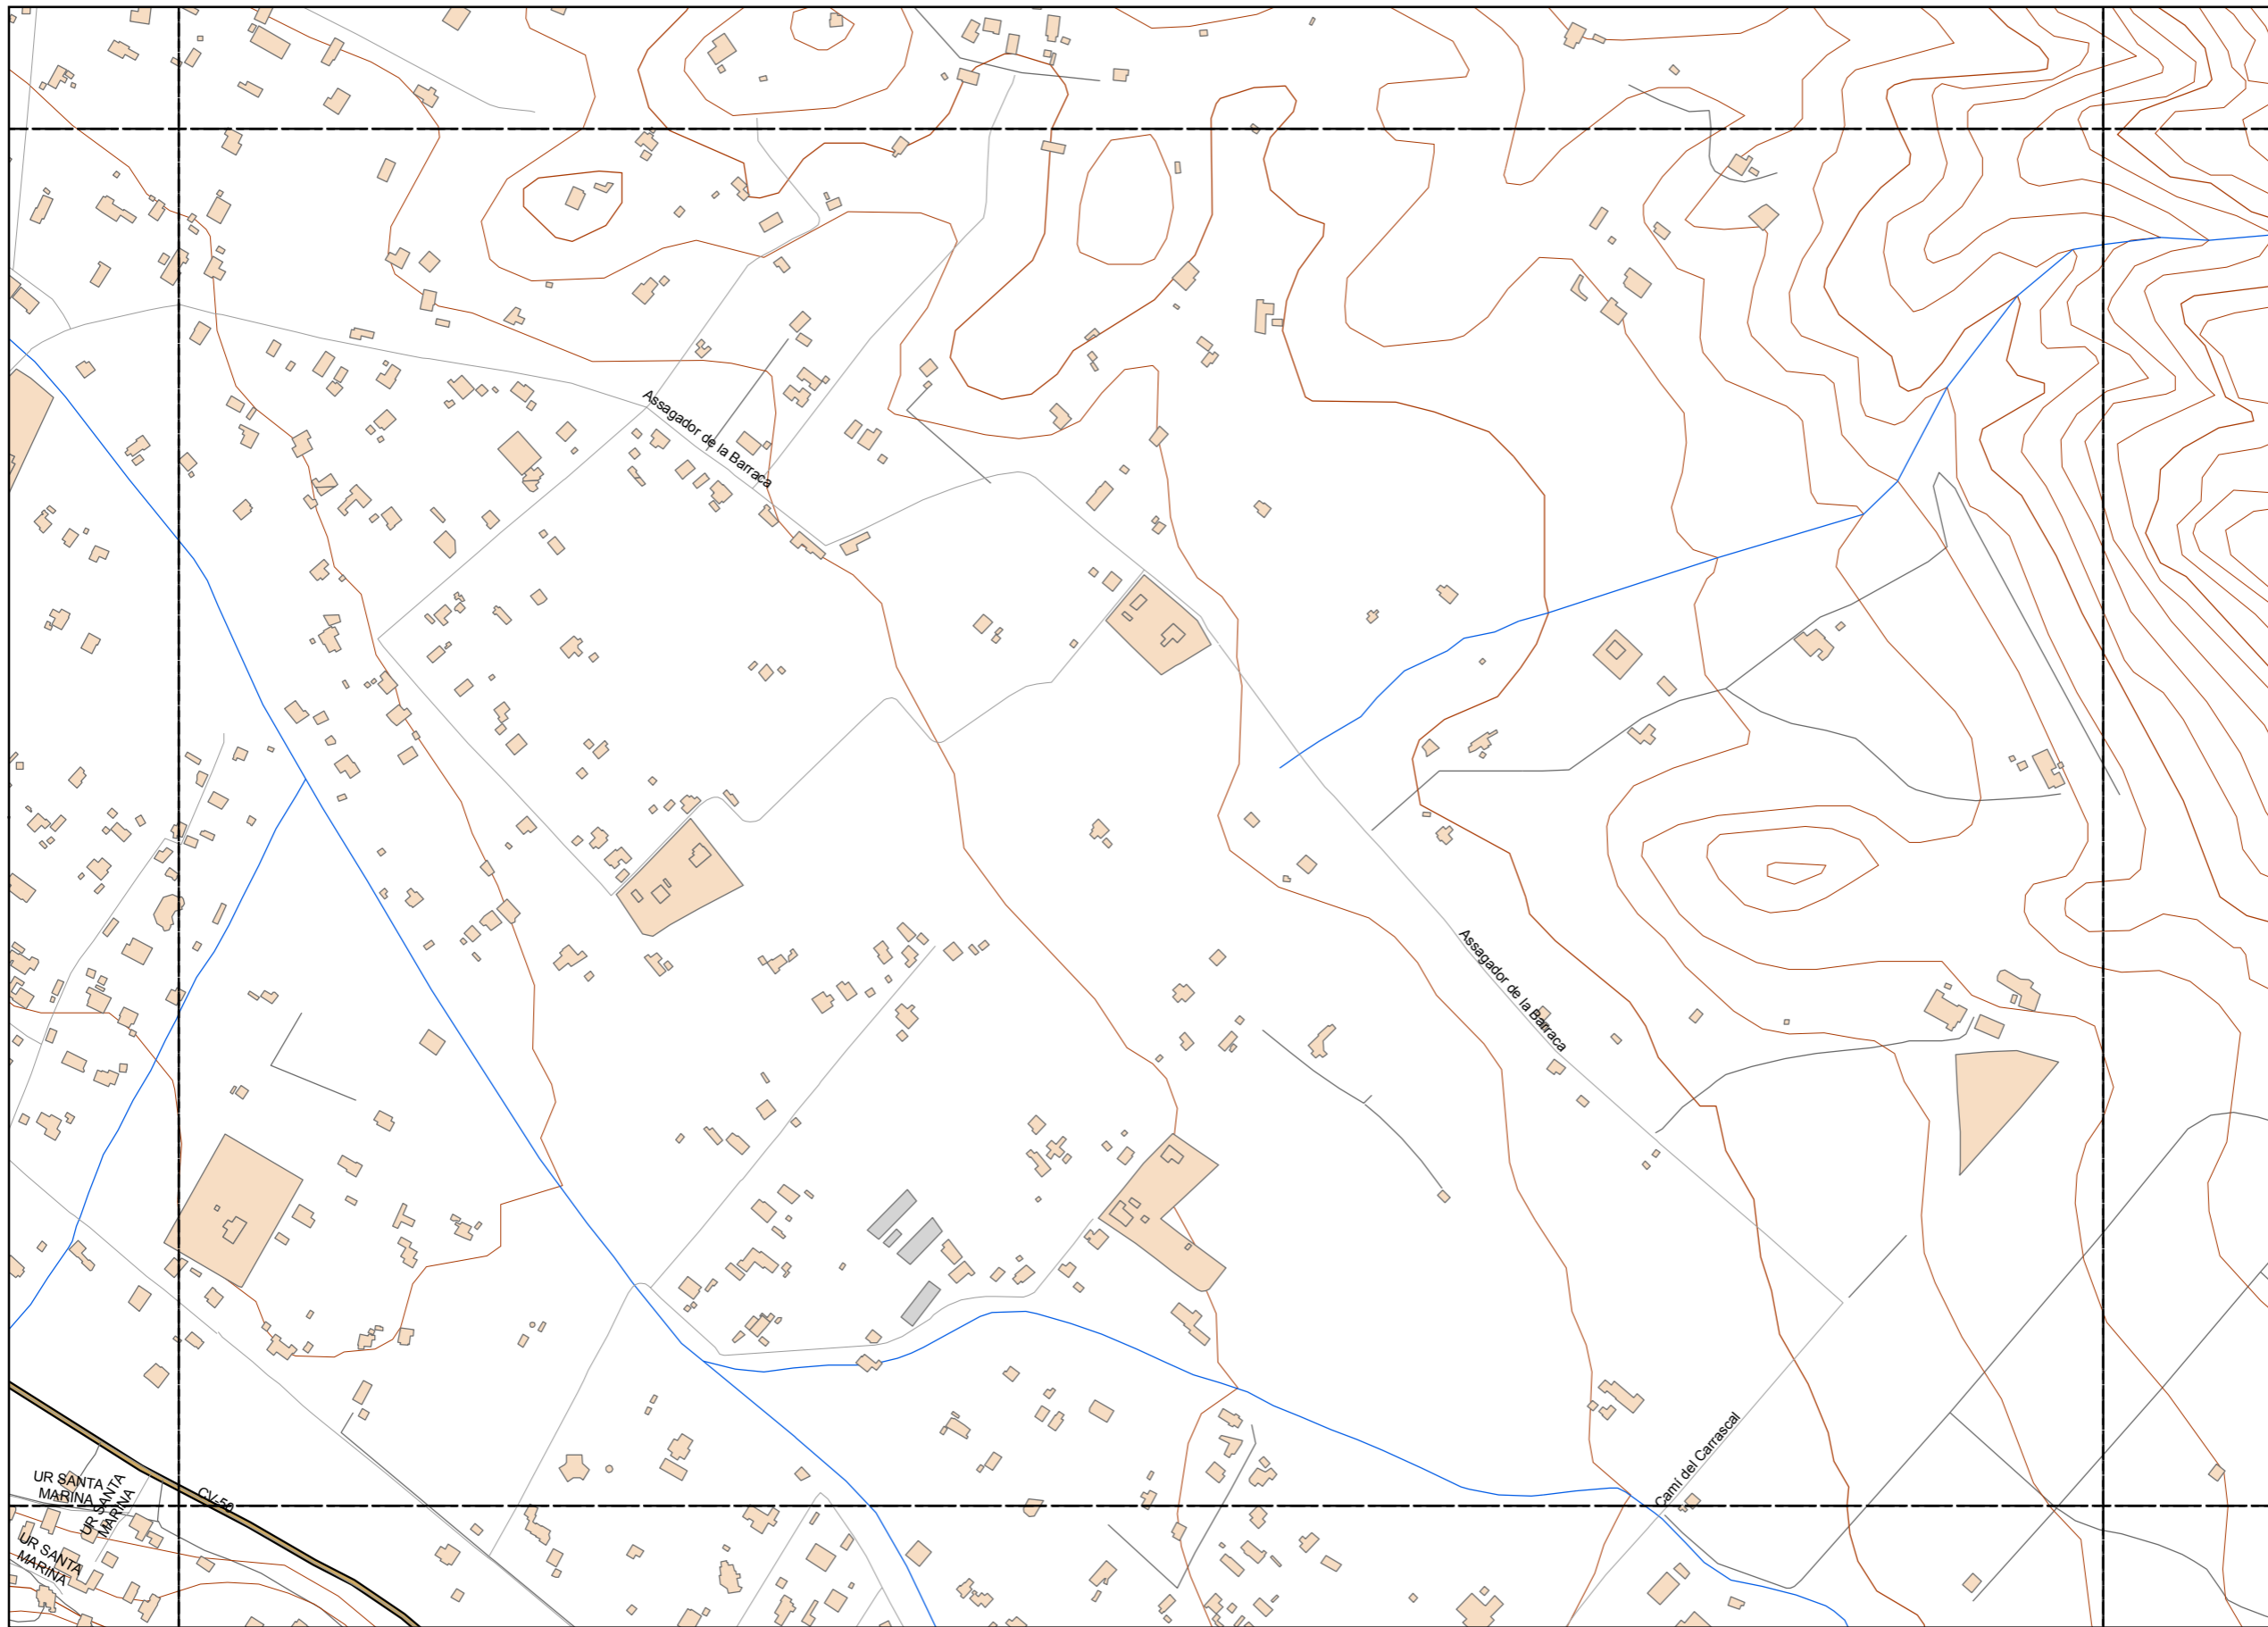 Assagador de la Barraca
Assagador de la Barraca
Camí del Carrascal
UR SANTA
MARINA
UR SANTA
MARINA
CV-50
UR SANTA
MARINA